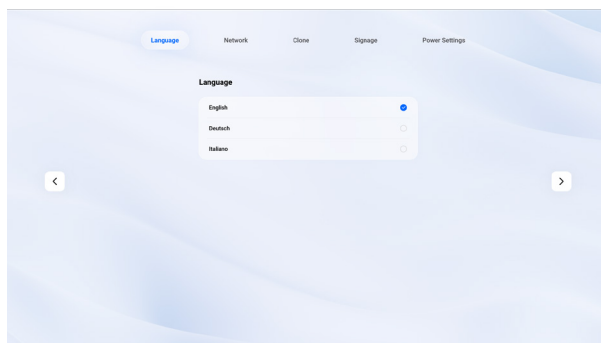 Language Network Clone Signage Power Settings
Language
English
Deutsch
Italiano